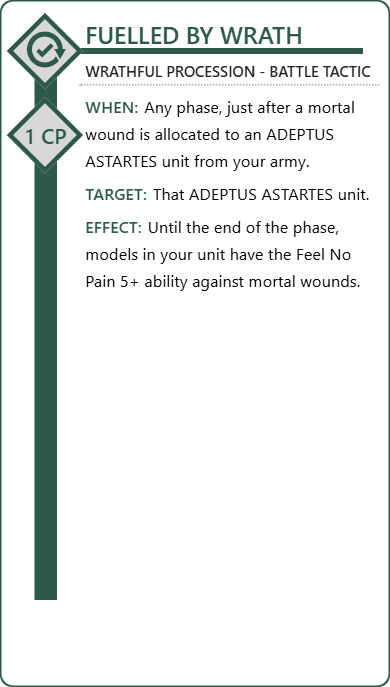 FUELLED BY WRATH
WRATHFUL PROCESSION - BATTLE TACTIC
1 CP
WHEN: Any phase, just after a mortal
wound is allocated to an ADEPTUS
ASTARTES unit from your army.
TARGET: That ADEPTUS ASTARTES unit.
EFFECT: Until the end of the phase,
models in your unit have the Feel No
Pain 5+ ability against mortal wounds.